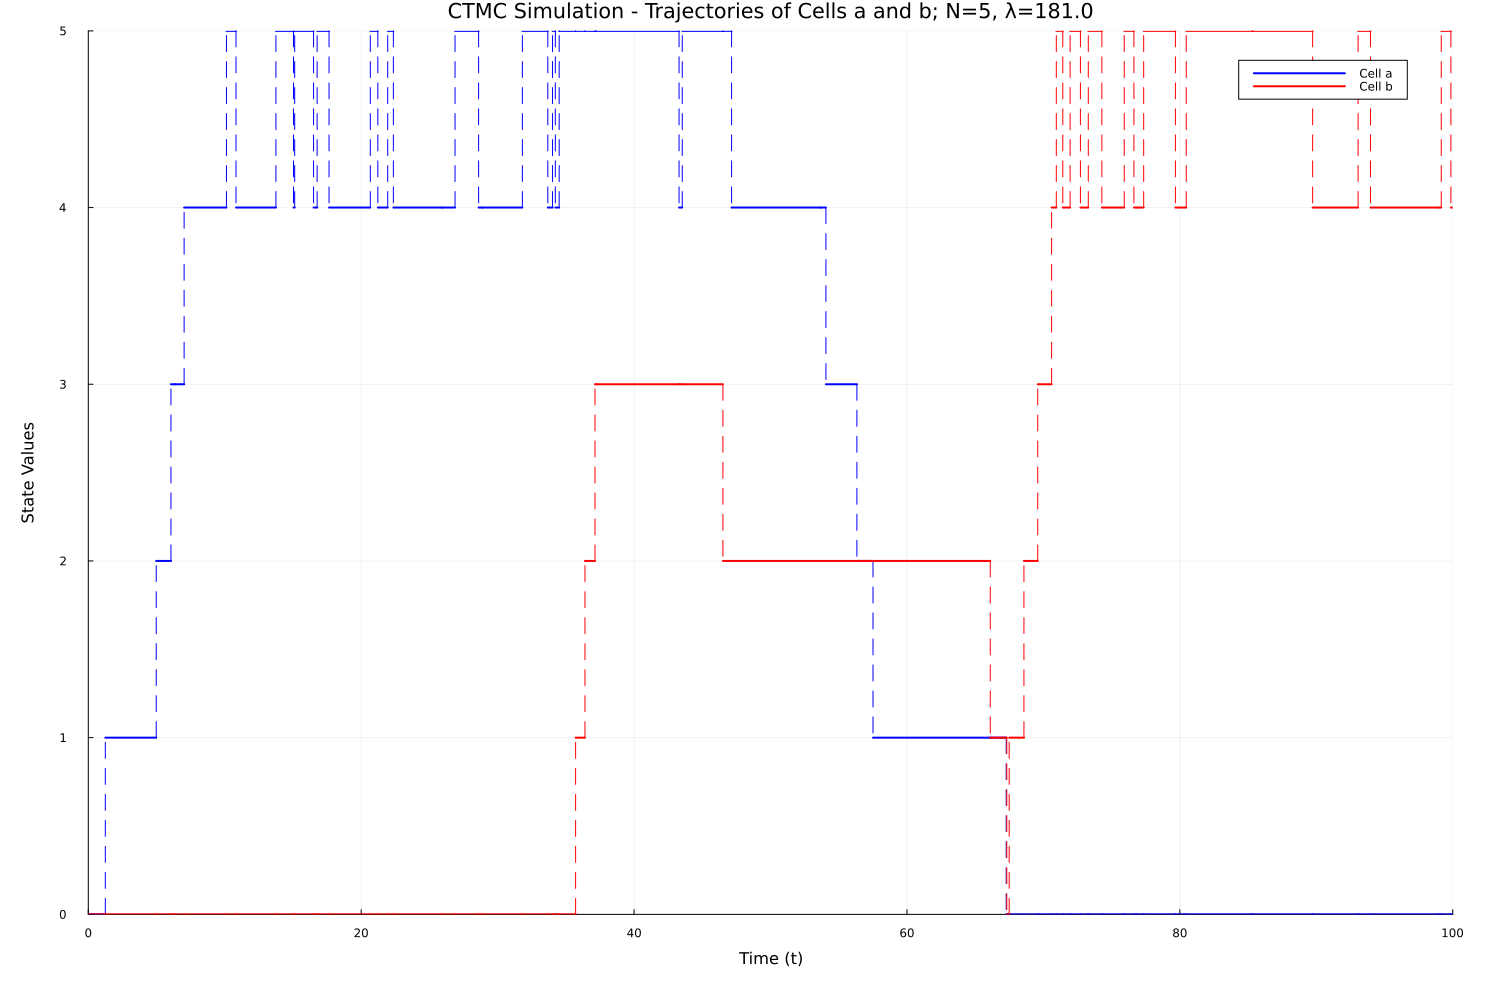 CTMC Simulation - Trajectories of Cells a and b; N=5, λ=181.0
5
Cell a
Cell b
4
3
State Values
2
1
0
0 20 40 60 80 100
Time (t)